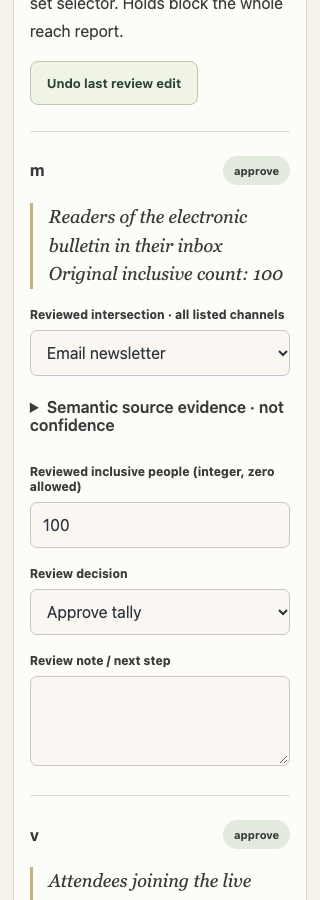 set selector. Holds block the whole
reach report.
Undo last review edit
m
approve
Readers of the electronic
bulletin in their inbox
Original inclusive count: 100
Reviewed intersection · all listed channels
Email newsletter
Semantic source evidence · not
confidence
Reviewed inclusive people (integer, zero
allowed)
100
Review decision
Approve tally
Review note / next step
v
approve
Attendees joining the live